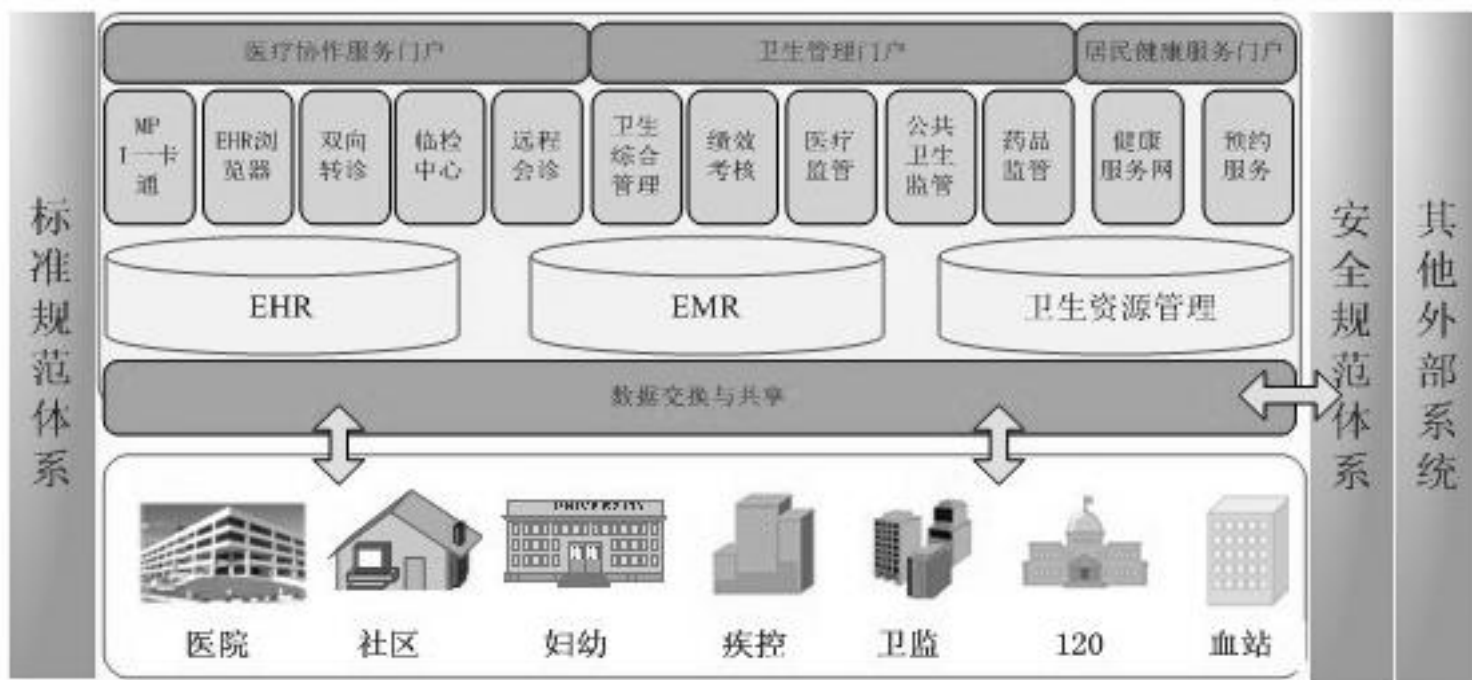 医疗协作服务门户
卫生管理门户
居民健康服务门户
MP
I一卡
通
EHR浏
览器
双向
转诊
临检
中心
远程
会诊
卫生
综合
管理
绩效
考核
医疗
监管
公共
卫生
监管
药品
监管
健康
服务网
预约
服务
标准规范体系
EHR
EMR
卫生资源管理
安全规范体系
其他外部系统
数据交换与共享
UNIVERSITY
医院
社区
妇幼
疾控
卫监
120
血站